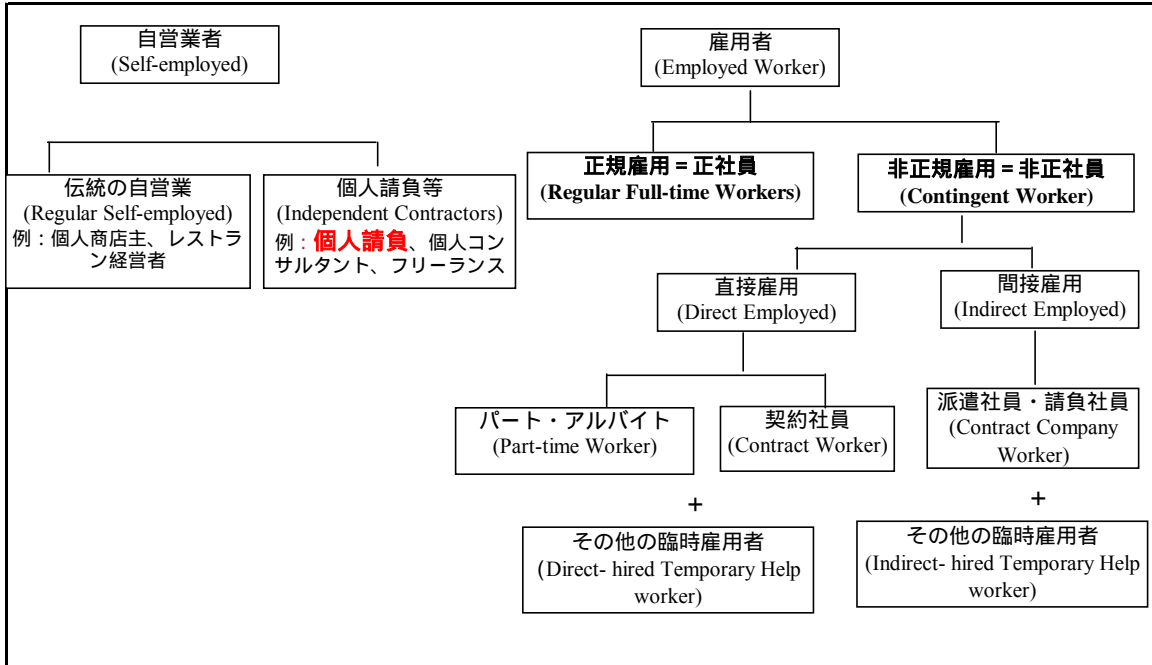 自営業者
(Self-employed)
雇用者
(Employed Worker)
伝統の自営業
(Regular Self-employed)
例：個人商店主、レストラ
ン経営者
個人請負等
(Independent Contractors)
例：個人請負、個人コン
サルタント、フリーランス
正規雇用＝正社員
(Regular Full-time Workers)
非正規雇用＝非正社員
(Contingent Worker)
直接雇用
(Direct Employed)
間接雇用
(Indirect Employed)
パート・アルバイト
(Part-time Worker)
契約社員
(Contract Worker)
派遣社員・請負社員
(Contract Company
Worker)
+
+
その他の臨時雇用者
(Direct- hired Temporary Help
worker)
その他の臨時雇用者
(Indirect- hired Temporary Help
worker)